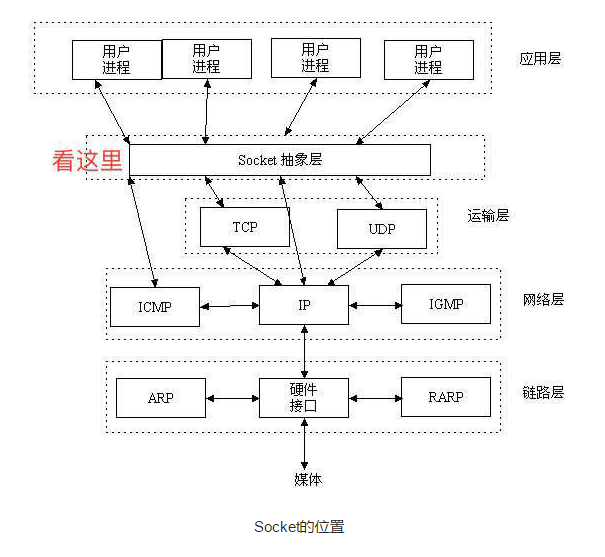 用户
进程
用户
进程
用户
进程
用户
进程
应用层
看这里
Socket 抽象层
运输层
TCP
UDP
网络层
ICMP
IP
IGMP
链路层
ARP
硬件
接口
RARP
媒体
Socket的位置